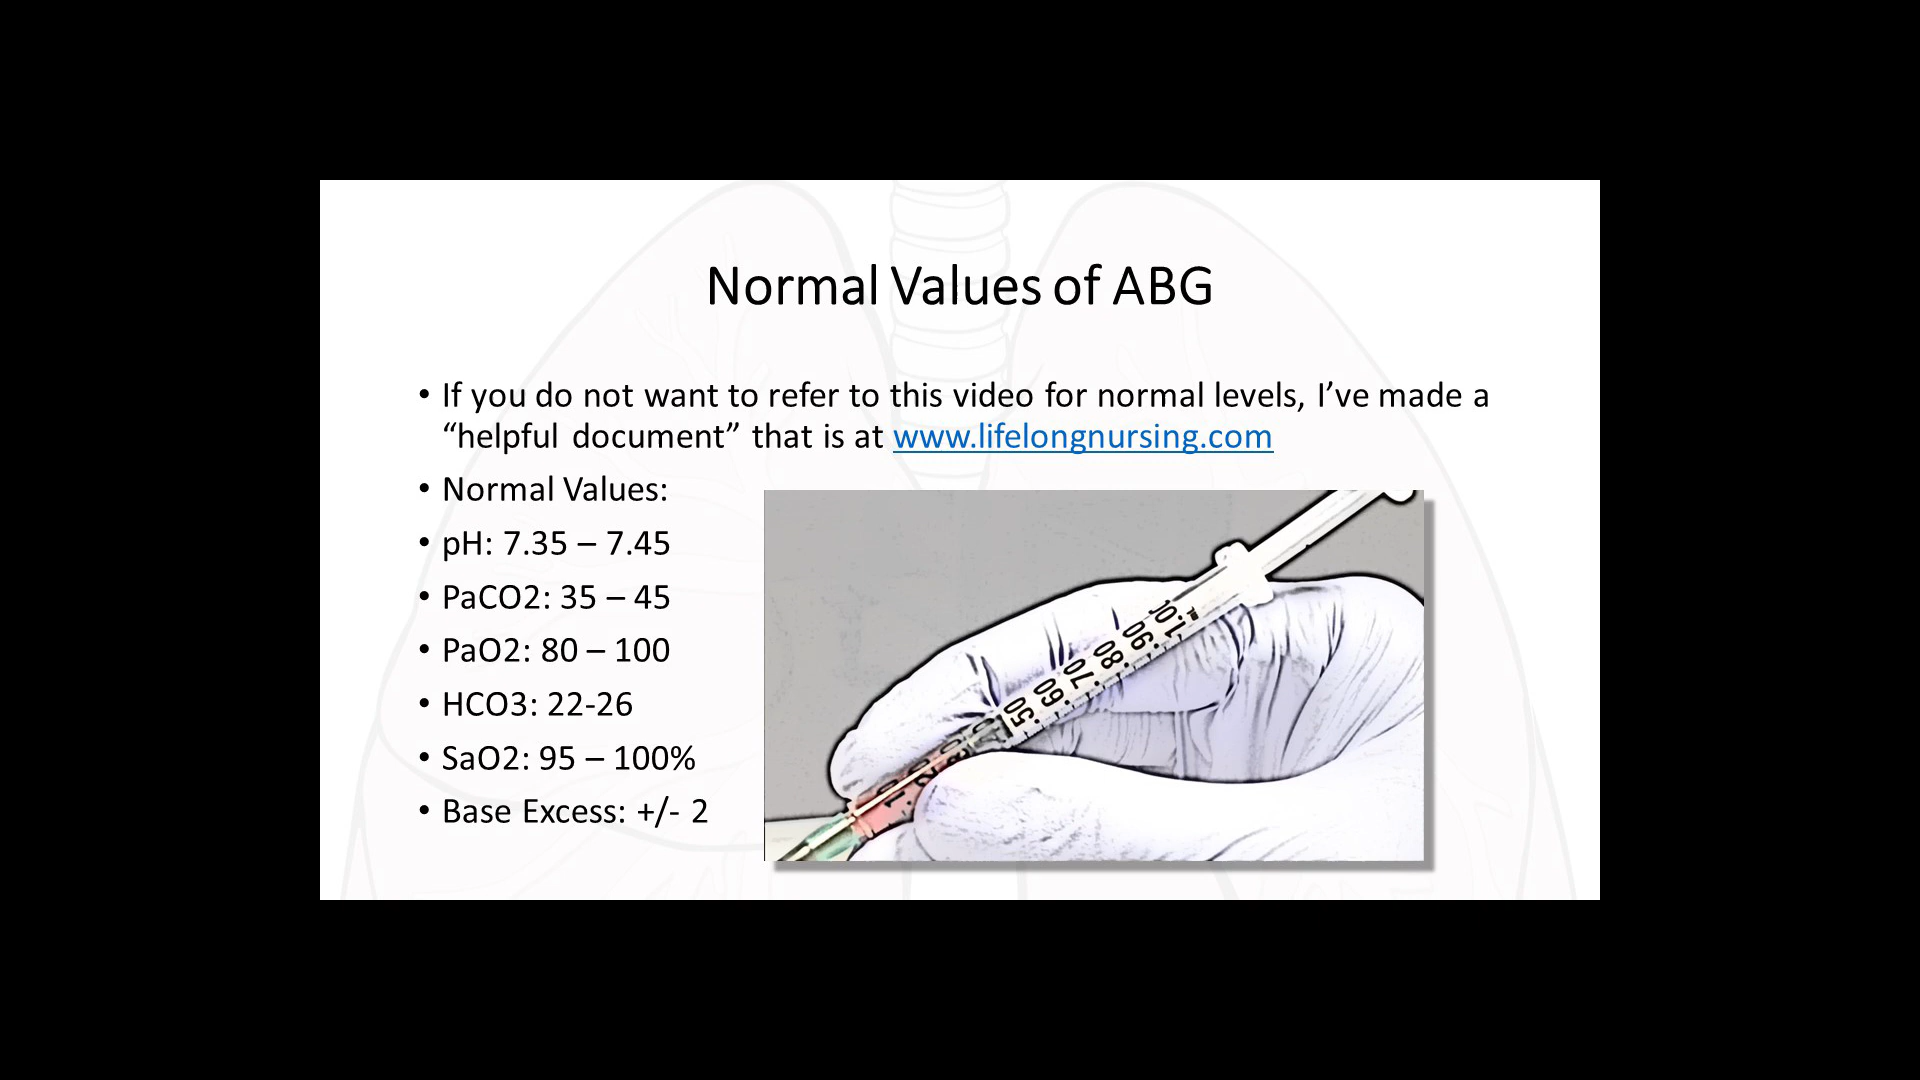 Normal Values of ABG
• If you do not want to refer to this video for normal levels, I’ve made a
“helpful document” that is at www.lifelongnursing.com
• Normal Values:
• pH: 7.35 – 7.45
• PaCO2: 35 – 45
• PaO2: 80 – 100
• HCO3: 22-26
• SaO2: 95 – 100%
• Base Excess: +/- 2
.50
.60
.70
.80
.90